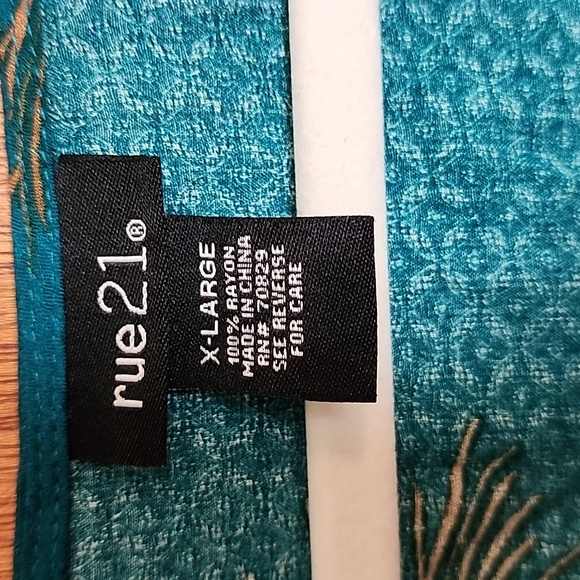 rue21®
X-LARGE
100% RAYON
MADE IN CHINA
RN# 70829
SEE REVERSE
FOR CARE